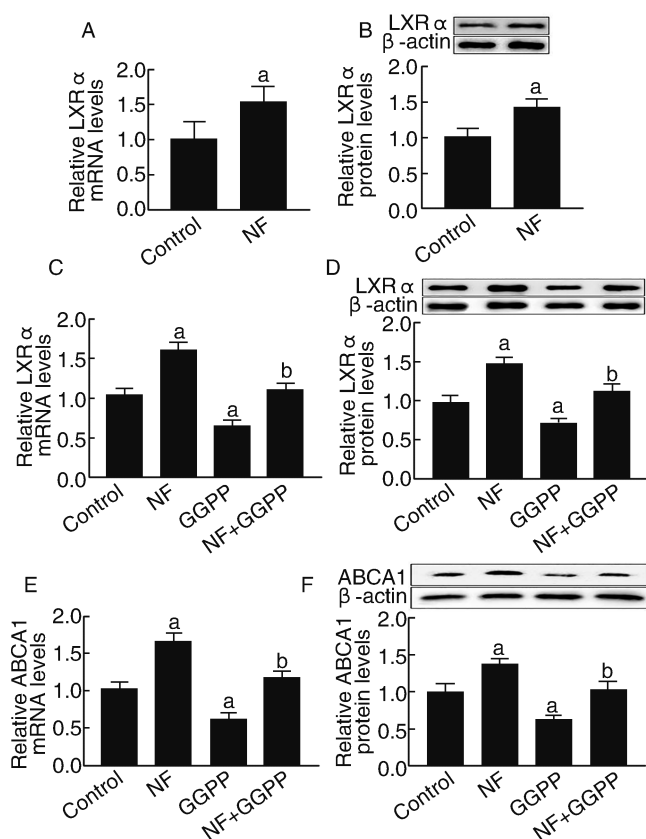 A
Relative LXR α
mRNA levels
2.0
1.5
1.0
0.5
0.0
a
Control
NF
B
LXR α
β-actin
Relative LXR α
protein levels
2.0
1.5
1.0
0.5
0.0
a
Control
NF
C
Relative LXR α
mRNA levels
2.0
1.5
1.0
0.5
0.0
a
a
b
Control
NF
GGPP
NF+GGPP
D
LXR α
β-actin
Relative LXR α
protein levels
2.0
1.5
1.0
0.5
0.0
a
a
b
Control
NF
GGPP
NF+GGPP
E
Relative ABCA1
mRNA levels
2.0
1.5
1.0
0.5
0.0
a
a
b
Control
NF
GGPP
NF+GGPP
F
ABCA1
β-actin
Relative ABCA1
protein levels
2.0
1.5
1.0
0.5
0.0
a
a
b
Control
NF
GGPP
NF+GGPP